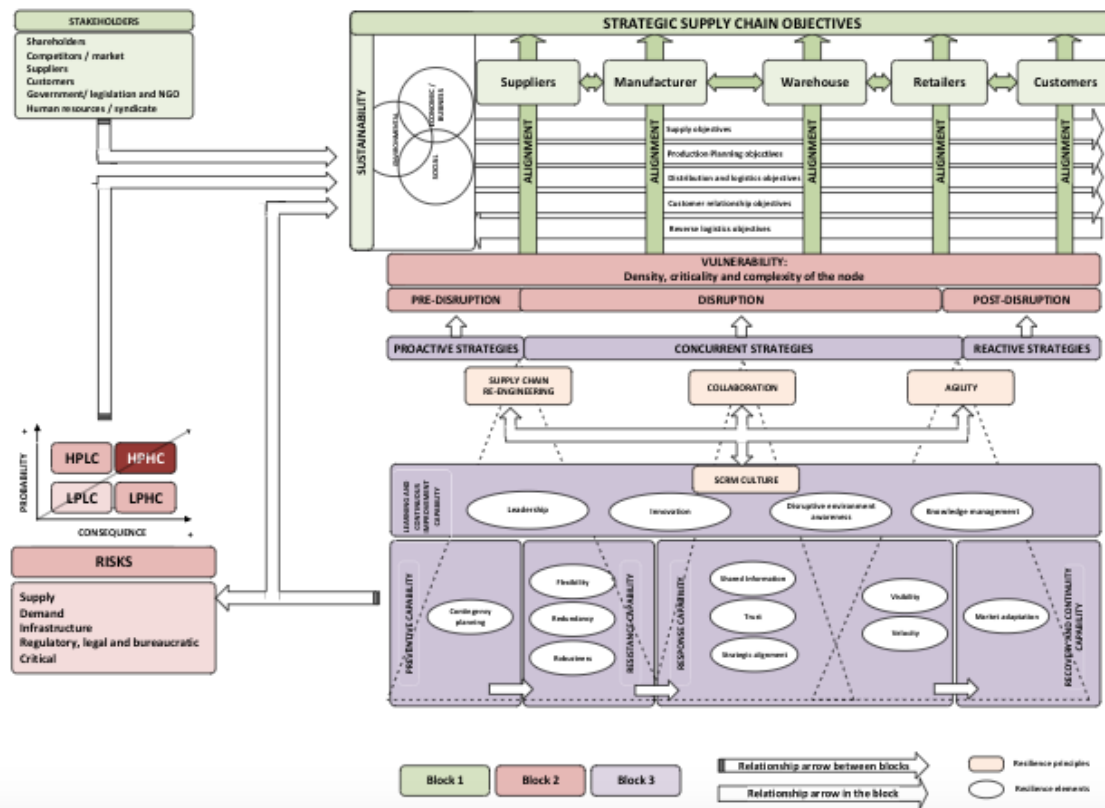 STAKEHOLDERS
Shareholders
Competitors / market
Suppliers
Customers
Government/ legislation and NGO
Human resources / syndicate
STRATEGIC SUPPLY CHAIN OBJECTIVES
SUSTAINABILITY
ECONOMIC /
BUSINESS
SOCIAL
Suppliers
Manufacturer
Warehouse
Retailers
Customers
ALIGNMENT
ALIGNMENT
ALIGNMENT
ALIGNMENT
ALIGNMENT
Supply objectives
Production-Planning objectives
Distribution and logistics objectives
Customer relationship objectives
Reverse logistics objectives
VULNERABILITY:
Density, criticality and complexity of the node
PRE-DISRUPTION
DISRUPTION
POST-DISRUPTION
PROACTIVE STRATEGIES
CONCURRENT STRATEGIES
REACTIVE STRATEGIES
SUPPLY CHAIN
RE-ENGINEERING
COLLABORATION
AGILITY
+
PROBABILITY
HPLC
HPHC
LPLC
LPHC
CONSEQUENCE
+
SCRM CULTURE
LEARNING AND
CONTINUOUS
IMPROVEMENT
CAPABILITY
Leadership
Innovation
Disruptive environment
awareness
Knowledge management
RISKS
Supply
Demand
Infrastructure
Regulatory, legal and bureaucratic
Critical
PREVENTIVE CAPABILITY
Contingency
planning
Flexibility
Redundancy
Robustness
RESISTANCE CAPABILITY
RESPONSE CAPABILITY
Shared Information
Trust
Strategic alignment
Visibility
Velocity
Market adaptation
RECOVERY AND CONTINUITY
CAPABILITY
Block 1
Block 2
Block 3
Relationship arrow between blocks
Relationship arrow in the block
Resilience principles
Resilience elements